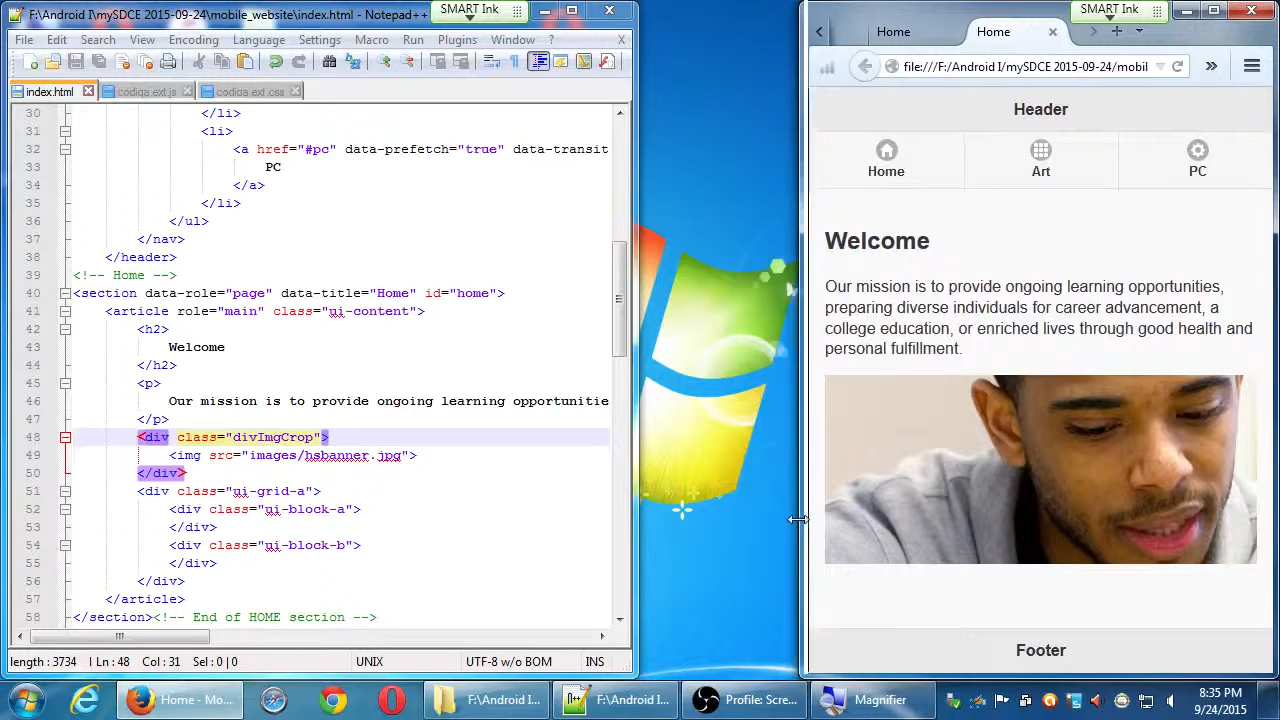 F:\Android I\mySDCE 2015-09-24\mobile_website\index.html - Notepad++
SMART Ink
File Edit Search View Encoding Language Settings Macro Run Plugins Window ? X
index.html codiqa.ext.js codiqa.ext.css
30 </li>
31 <li>
32 <a href="#pc" data-prefetch="true" data-transit
33 PC
34 </a>
35 </li>
36 </ul>
37 </nav>
38 </header>
39 <!-- Home -->
40 <section data-role="page" data-title="Home" id="home">
41 <article role="main" class="ui-content">
42 <h2>
43 Welcome
44 </h2>
45 <p>
46 Our mission is to provide ongoing learning opportunitie
47 </p>
48 <div class="divImgCrop">
49 <img src="images/hsbanner.jpg">
50 </div>
51 <div class="ui-grid-a">
52 <div class="ui-block-a">
53 </div>
54 <div class="ui-block-b">
55 </div>
56 </div>
57 </article>
58 </section><!-- End of HOME section -->
length : 3734 l Ln : 48 Col : 31 Sel : 0 | 0 UNIX UTF-8 w/o BOM INS
SMART Ink
Home Home
file:///F:/Android I/mySDCE 2015-09-24/mobil
Header
Home Art PC
Welcome
Our mission is to provide ongoing learning opportunities,
preparing diverse individuals for career advancement, a
college education, or enriched lives through good health and
personal fulfillment.
Footer
Home - Mo... F:\Android I... F:\Android I... Profile: Scre... Magnifier
8:35 PM
9/24/2015